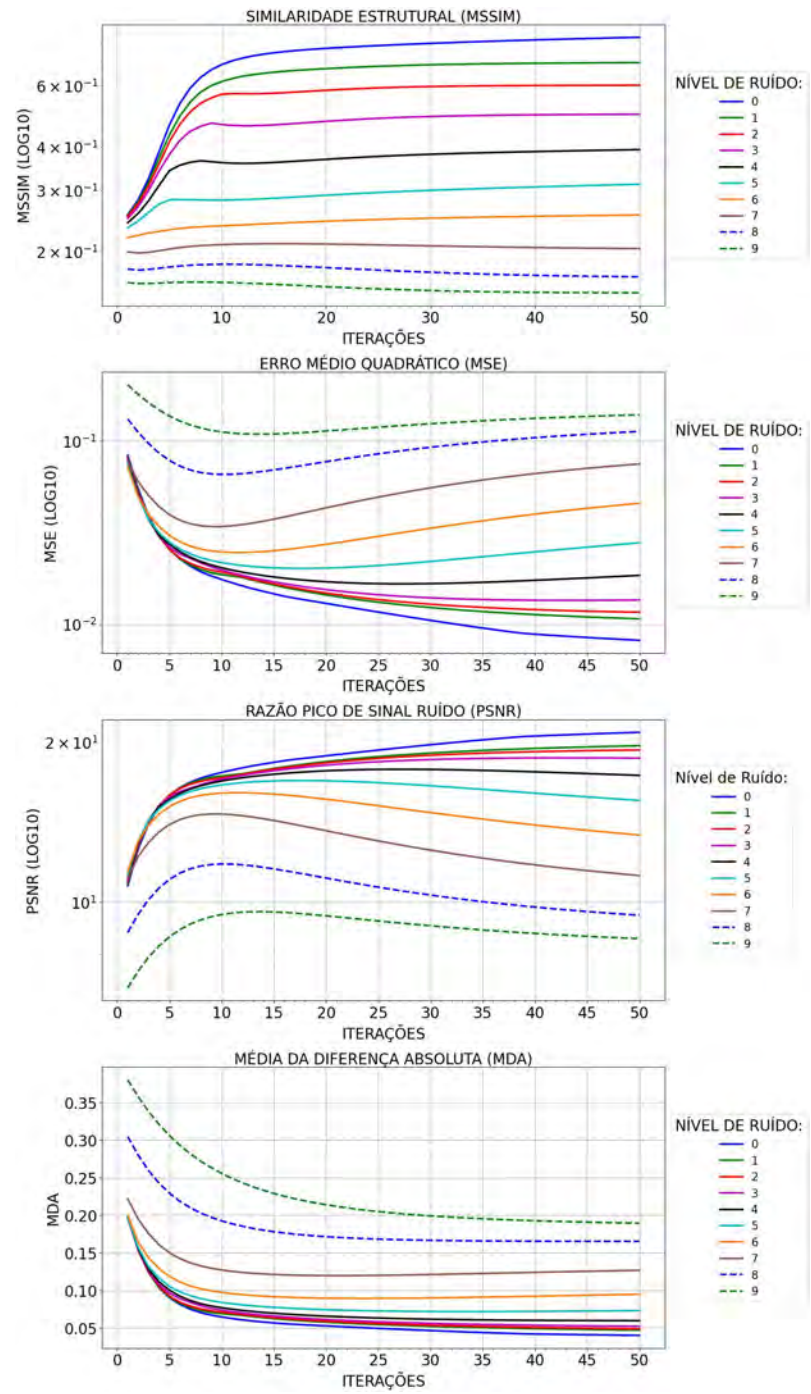 SIMILARIDADE ESTRUTURAL (MSSIM)
MSSIM (LOG10)
6 × 10⁻¹
4 × 10⁻¹
3 × 10⁻¹
2 × 10⁻¹
0 5 10 15 20 25 30 35 40 45 50
ITERAÇÕES
NÍVEL DE RUÍDO:
0
1
2
3
4
5
6
7
8
9
ERRO MÉDIO QUADRÁTICO (MSE)
MSE (LOG10)
10⁻¹
10⁻²
0 5 10 15 20 25 30 35 40 45 50
ITERAÇÕES
NÍVEL DE RUÍDO:
0
1
2
3
4
5
6
7
8
9
RAZÃO PICO DE SINAL RUÍDO (PSNR)
PSNR (LOG10)
2 × 10¹
10¹
0 5 10 15 20 25 30 35 40 45 50
ITERAÇÕES
Nível de Ruído:
0
1
2
3
4
5
6
7
8
9
MÉDIA DA DIFERENÇA ABSOLUTA (MDA)
MDA
0.35
0.30
0.25
0.20
0.15
0.10
0.05
0 5 10 15 20 25 30 35 40 45 50
ITERAÇÕES
NÍVEL DE RUÍDO:
0
1
2
3
4
5
6
7
8
9